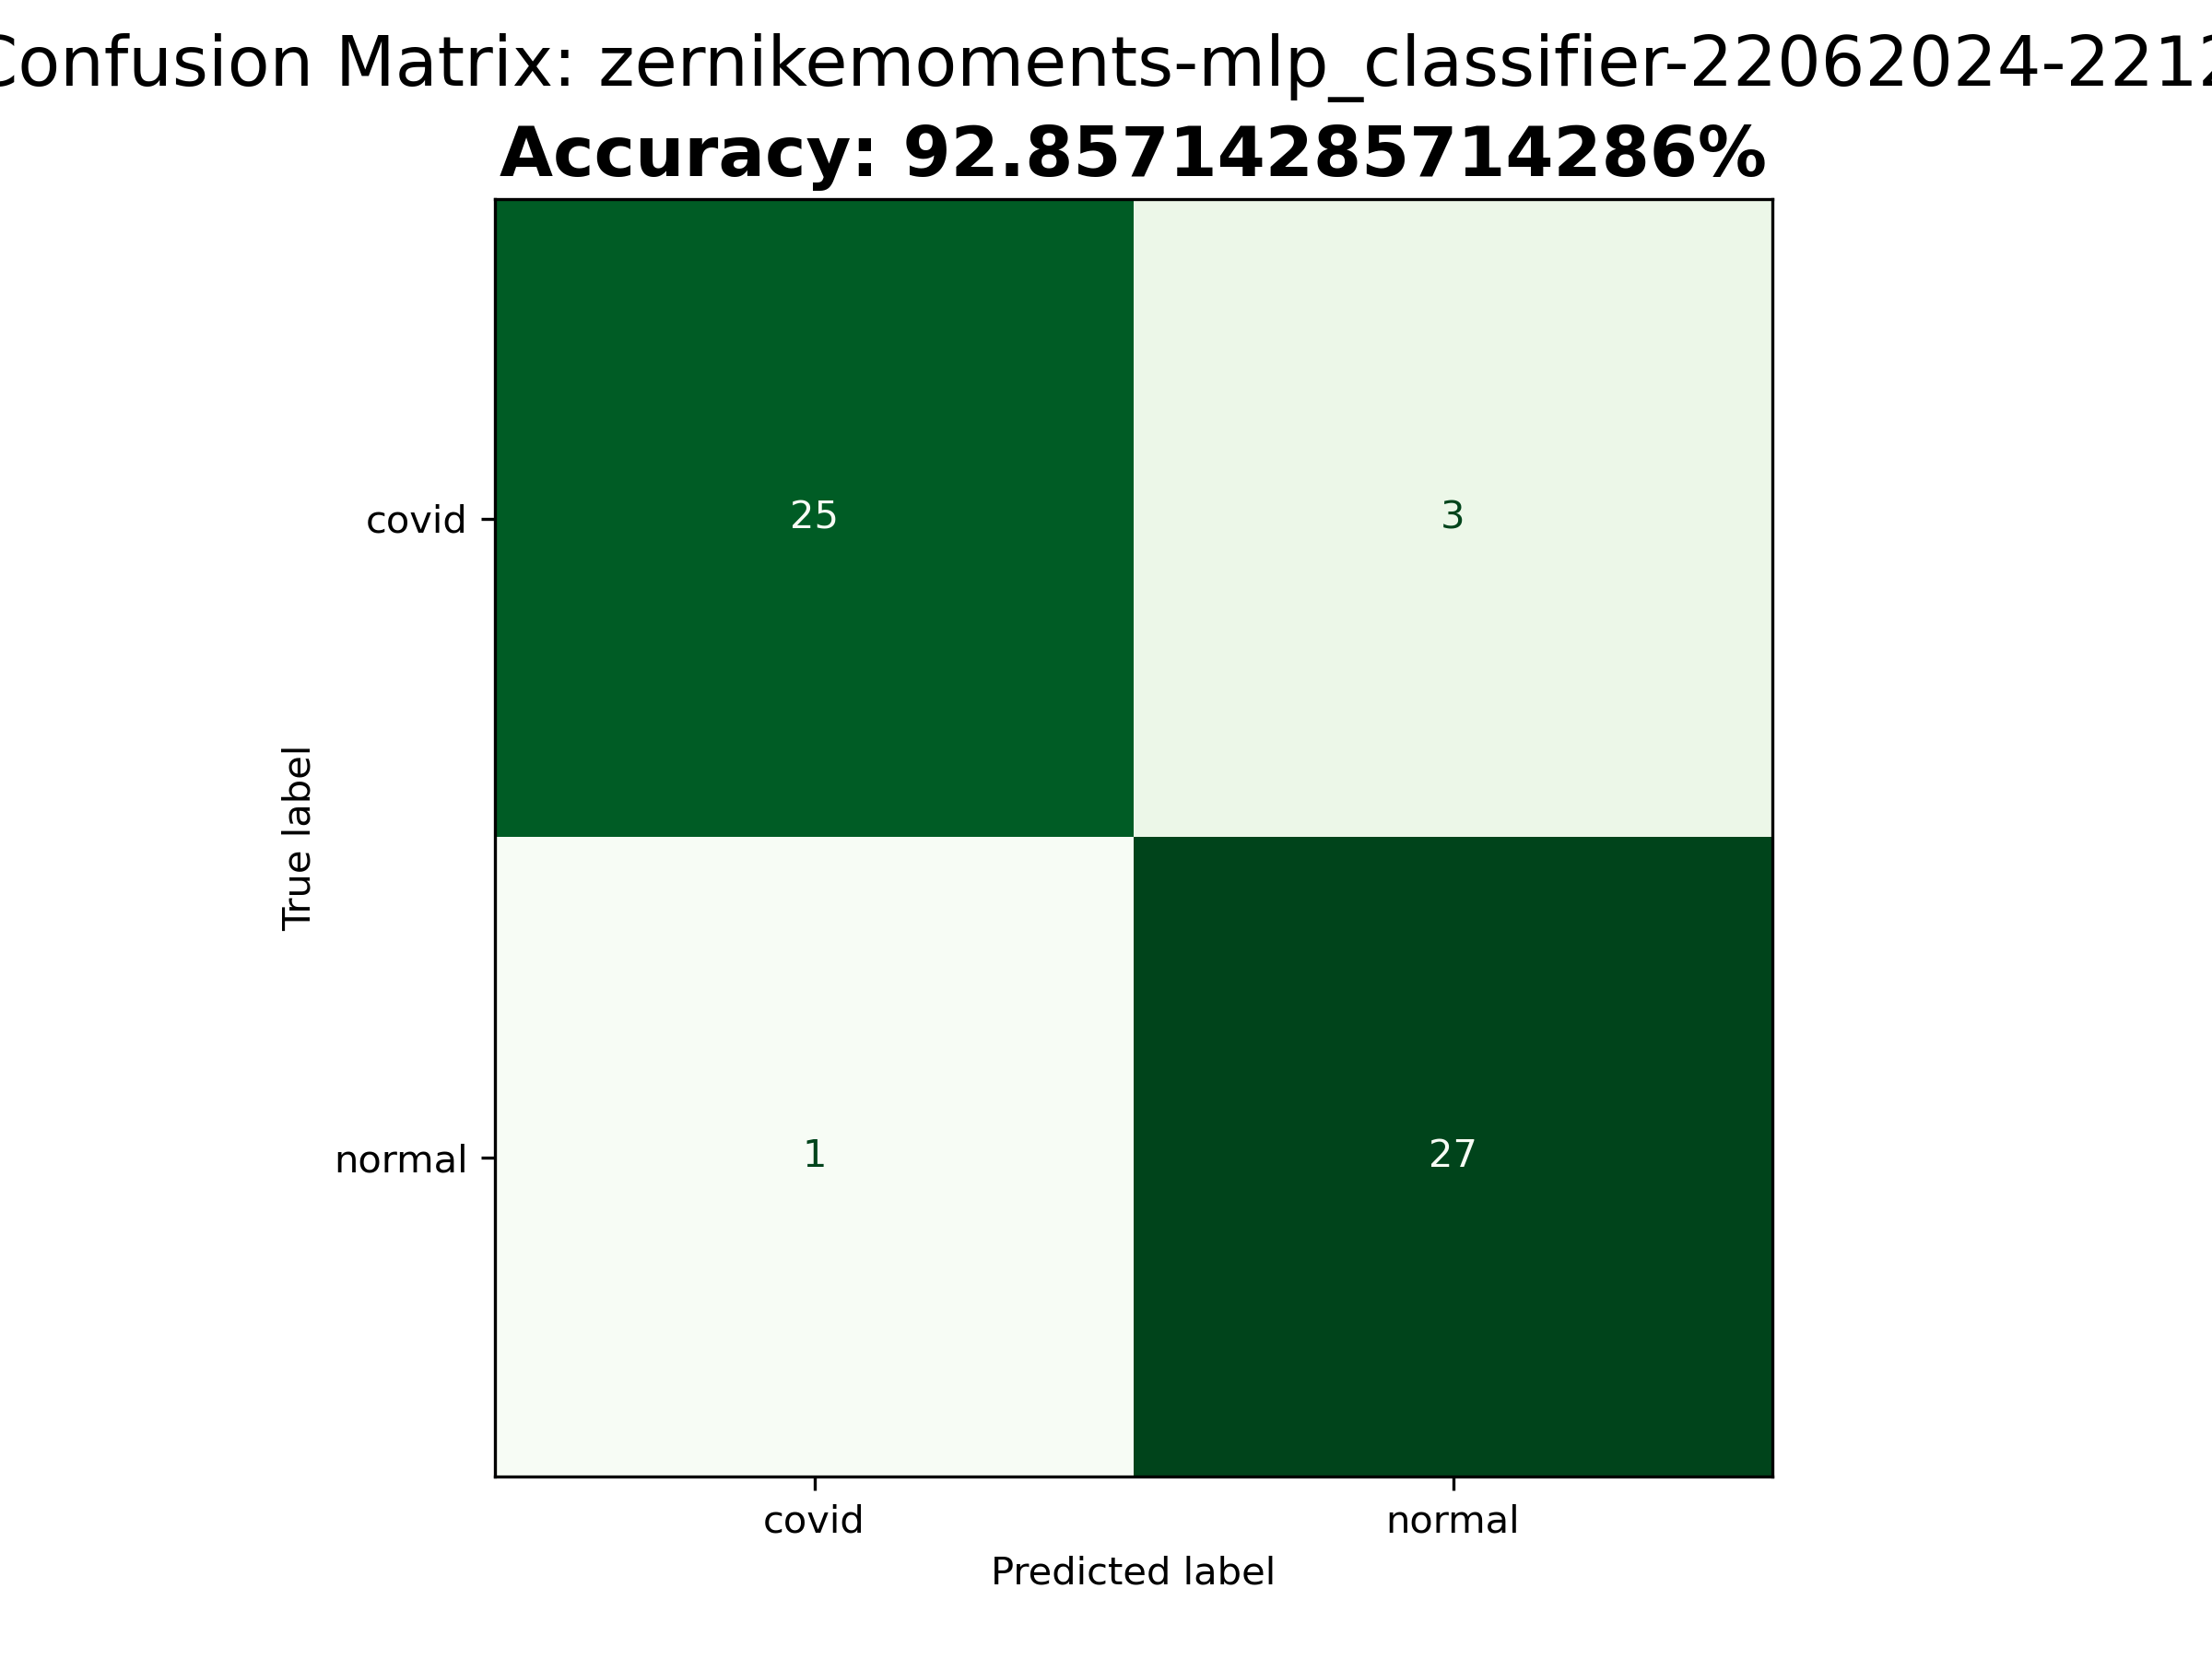 Confusion Matrix: zernikemoments-mlp_classifier-22062024-2212
Accuracy: 92.85714285714286%
covid
25
3
True label
normal
1
27
covid
normal
Predicted label